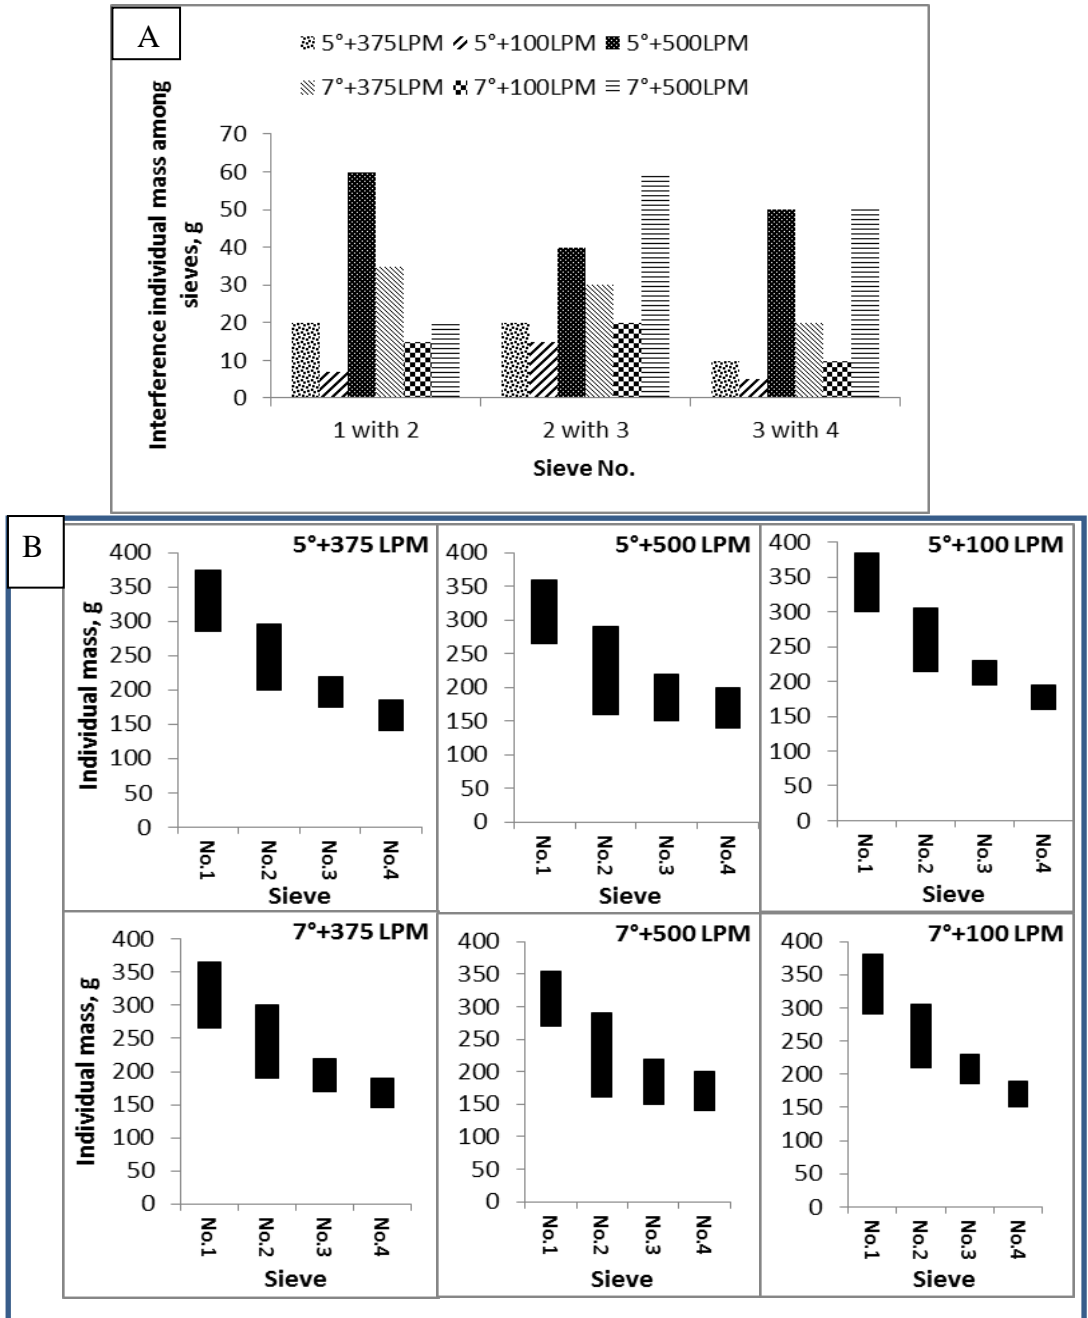 A
5°+375LPM 5°+100LPM 5°+500LPM
7°+375LPM 7°+100LPM 7°+500LPM
Interference individual mass among
sieves, g
70
60
50
40
30
20
10
0
1 with 2 2 with 3 3 with 4
Sieve No.
B
5°+375 LPM
Individual mass, g
400
350
300
250
200
150
100
50
0
No.1 No.2 No.3 No.4
Sieve
5°+500 LPM
400
350
300
250
200
150
100
50
0
No.1 No.2 No.3 No.4
Sieve
5°+100 LPM
400
350
300
250
200
150
100
50
0
No.1 No.2 No.3 No.4
Sieve
7°+375 LPM
Individual mass, g
400
350
300
250
200
150
100
50
0
No.1 No.2 No.3 No.4
Sieve
7°+500 LPM
400
350
300
250
200
150
100
50
0
No.1 No.2 No.3 No.4
Sieve
7°+100 LPM
400
350
300
250
200
150
100
50
0
No.1 No.2 No.3 No.4
Sieve